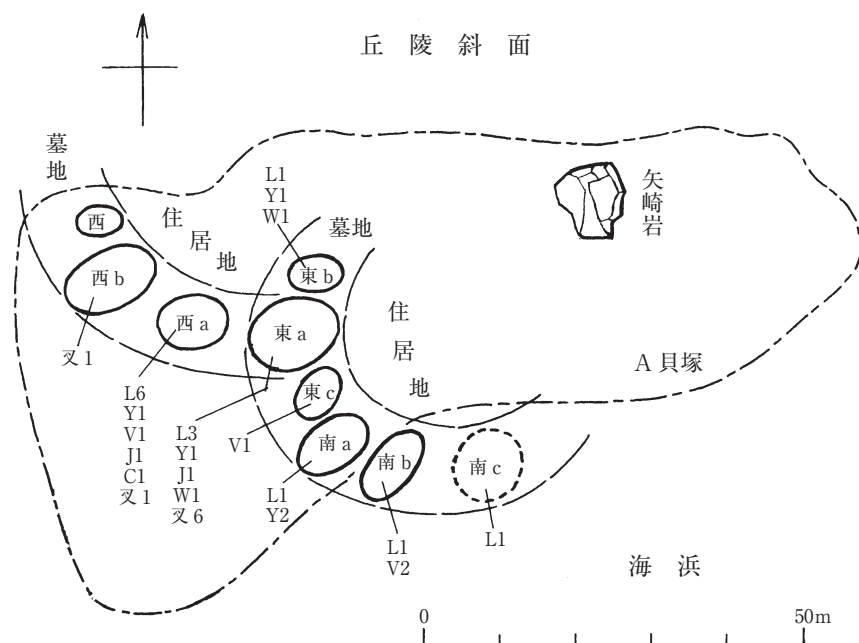 丘陵斜面
墓地
住居地
L1
Y1
W1
墓地
矢崎岩
西
西b
西a
東b
東a
東c
南a
南b
南c
住居地
A貝塚
叉1
L6
Y1
V1
J1
C1
叉1
L3
Y1
J1
W1
叉6
V1
L1
Y2
L1
V2
L1
海浜
0
50m